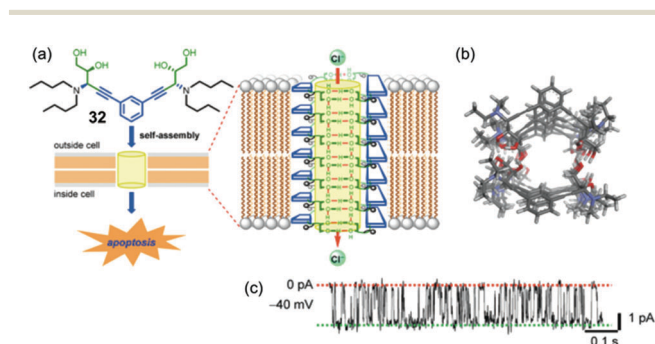 (a)
OH
OH
HO
OH
N
N
32
self-assembly
outside cell
inside cell
apoptosis
Cl⁻
Cl⁻
(b)
(c)
0 pA
−40 mV
1 pA
0.1 s